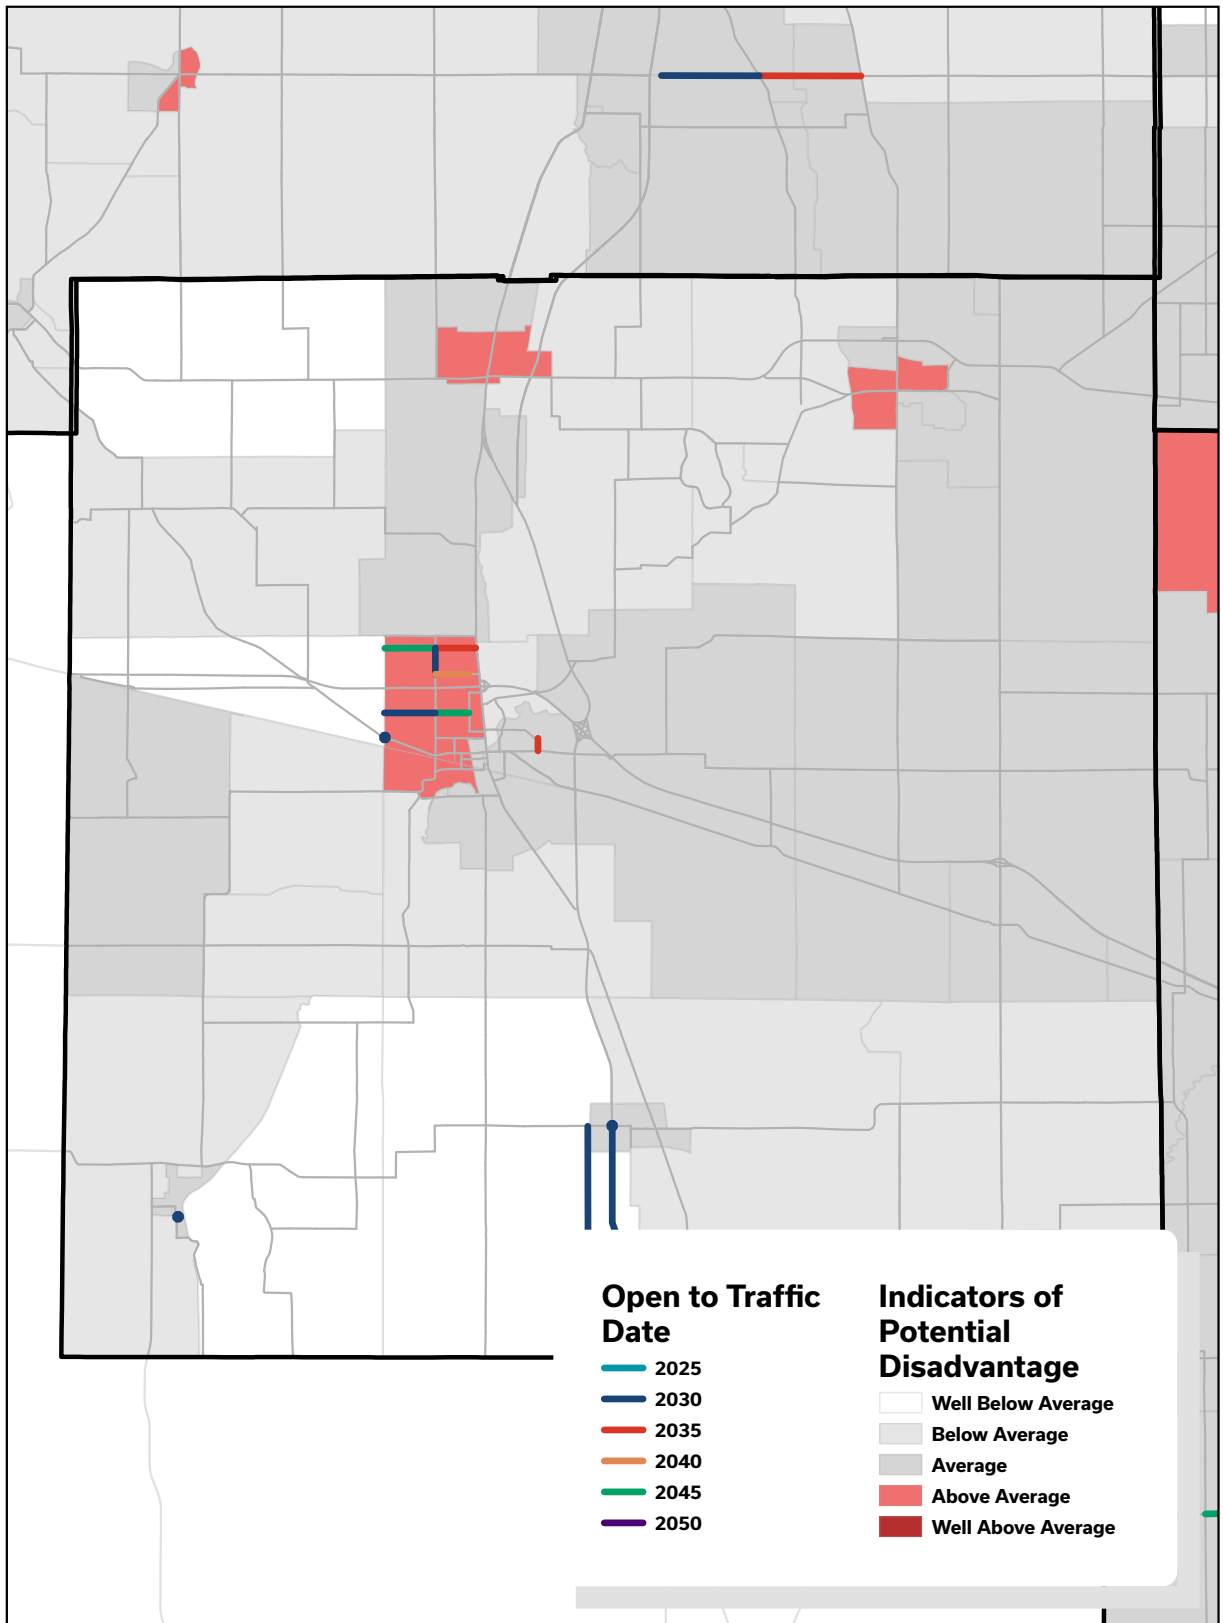 Open to Traffic
Date
2025
2030
2035
2040
2045
2050
Indicators of
Potential
Disadvantage
Well Below Average
Below Average
Average
Above Average
Well Above Average